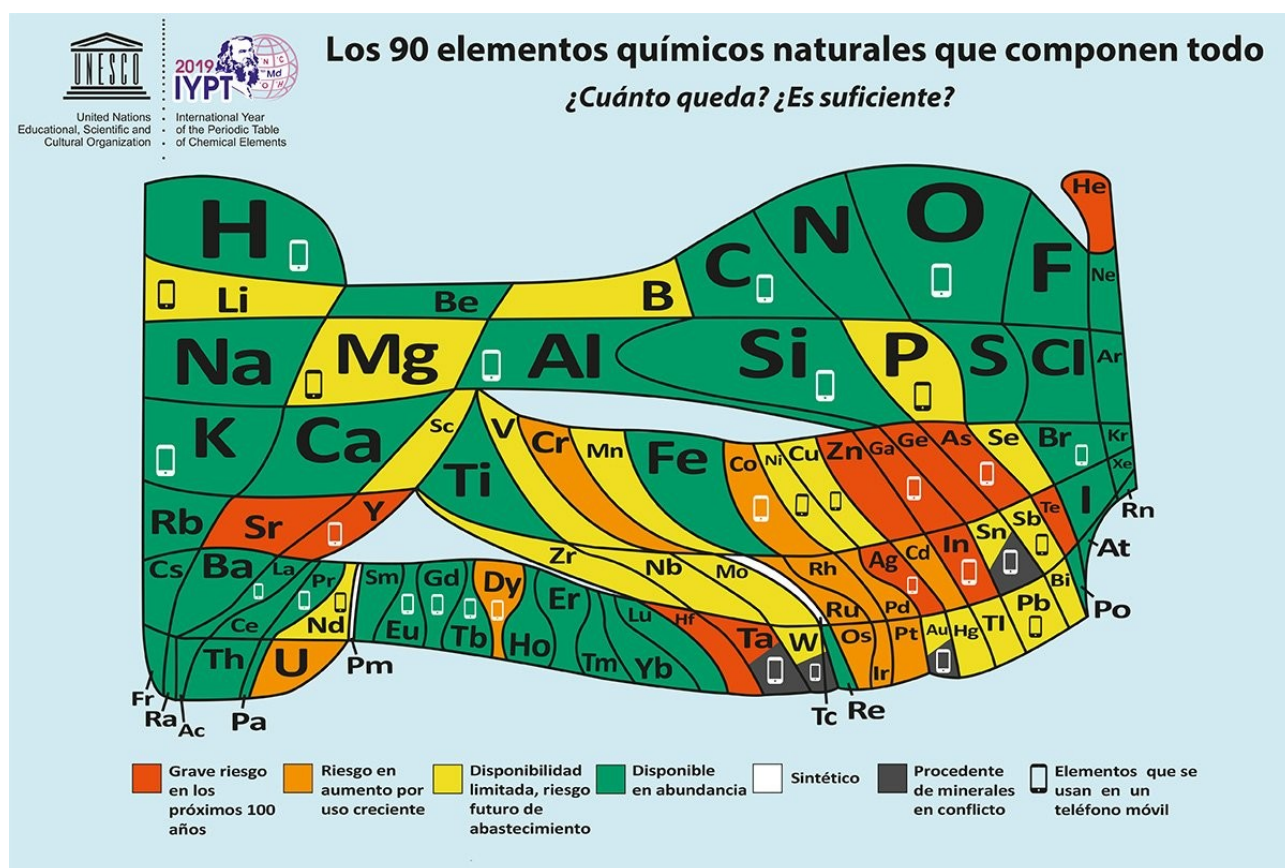 UNESCO
United Nations
Educational, Scientific and
Cultural Organization
2019
IYPT
N C
Md
O N
International Year
of the Periodic Table
of Chemical Elements
Los 90 elementos químicos naturales que componen todo
¿Cuánto queda? ¿Es suficiente?
H
He
Li Be B C N O F Ne
Na Mg Al Si P S Cl Ar
K Ca Sc Ti V Cr Mn Fe Co Ni Cu Zn Ga Ge As Se Br Kr
Rb Sr Y Zr Nb Mo Tc Ru Rh Pd Ag Cd In Sn Sb Te I Xe
Cs Ba La Ce Pr Nd Pm Sm Eu Gd Tb Dy Ho Er Tm Yb Lu Hf Ta W Re Os Ir Pt Au Hg Tl Pb Bi Po At Rn
Fr Ra Ac Th Pa U
Grave riesgo
en los
próximos 100
años
Riesgo en
aumento por
uso creciente
Disponibilidad
limitada, riesgo
futuro de
abastecimiento
Disponible
en abundancia
Sintético
Procedente
de minerales
en conflicto
Elementos que se
usan en un
teléfono móvil